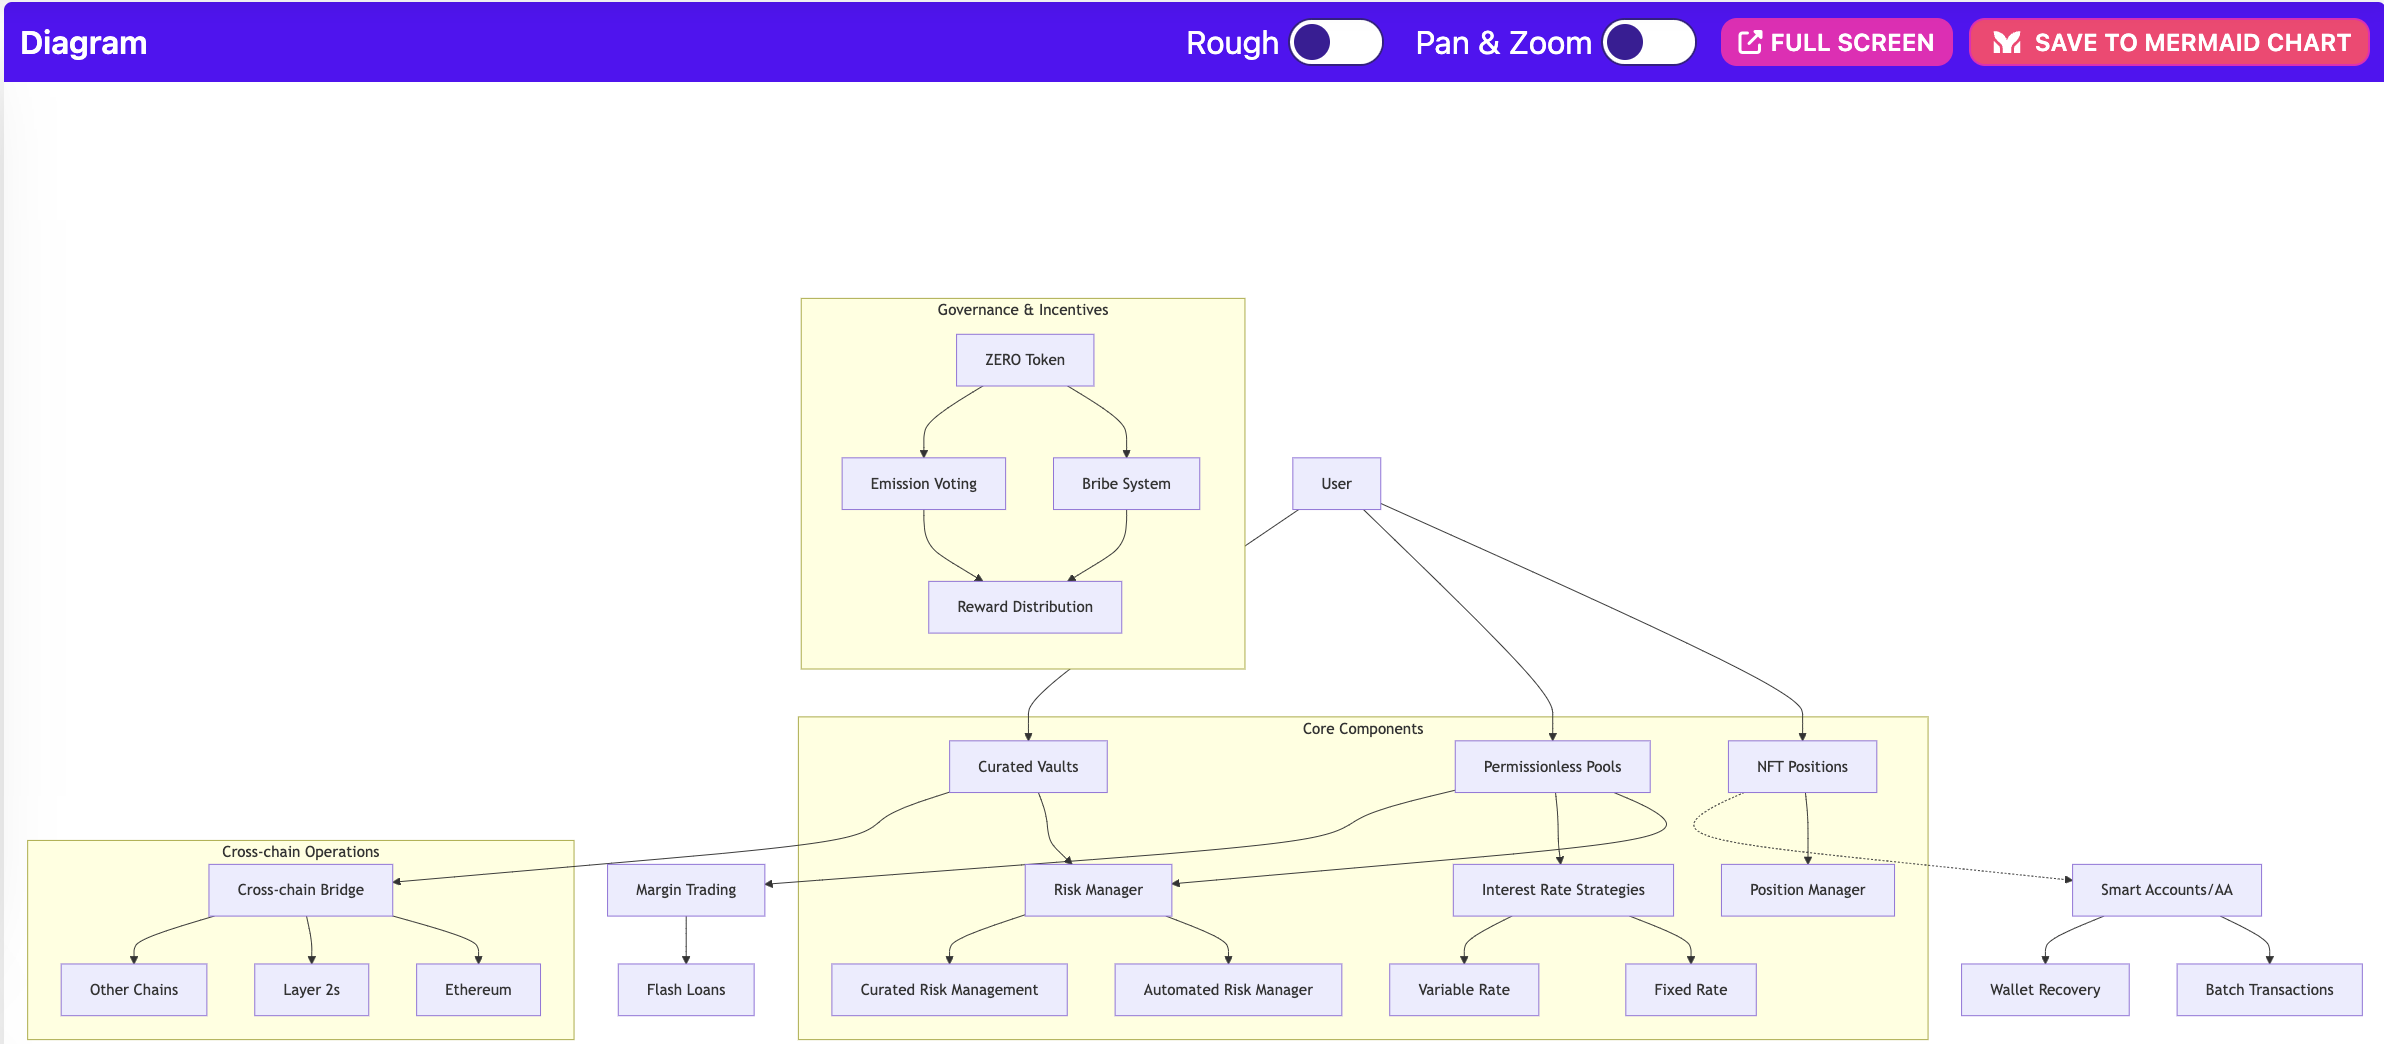 Diagram
Rough
Pan & Zoom
FULL SCREEN
SAVE TO MERMAID CHART
Governance & Incentives
ZERO Token
Emission Voting
Bribe System
User
Reward Distribution
Core Components
Curated Vaults
Permissionless Pools
NFT Positions
Cross-chain Operations
Cross-chain Bridge
Margin Trading
Risk Manager
Interest Rate Strategies
Position Manager
Smart Accounts/AA
Other Chains
Layer 2s
Ethereum
Flash Loans
Curated Risk Management
Automated Risk Manager
Variable Rate
Fixed Rate
Wallet Recovery
Batch Transactions